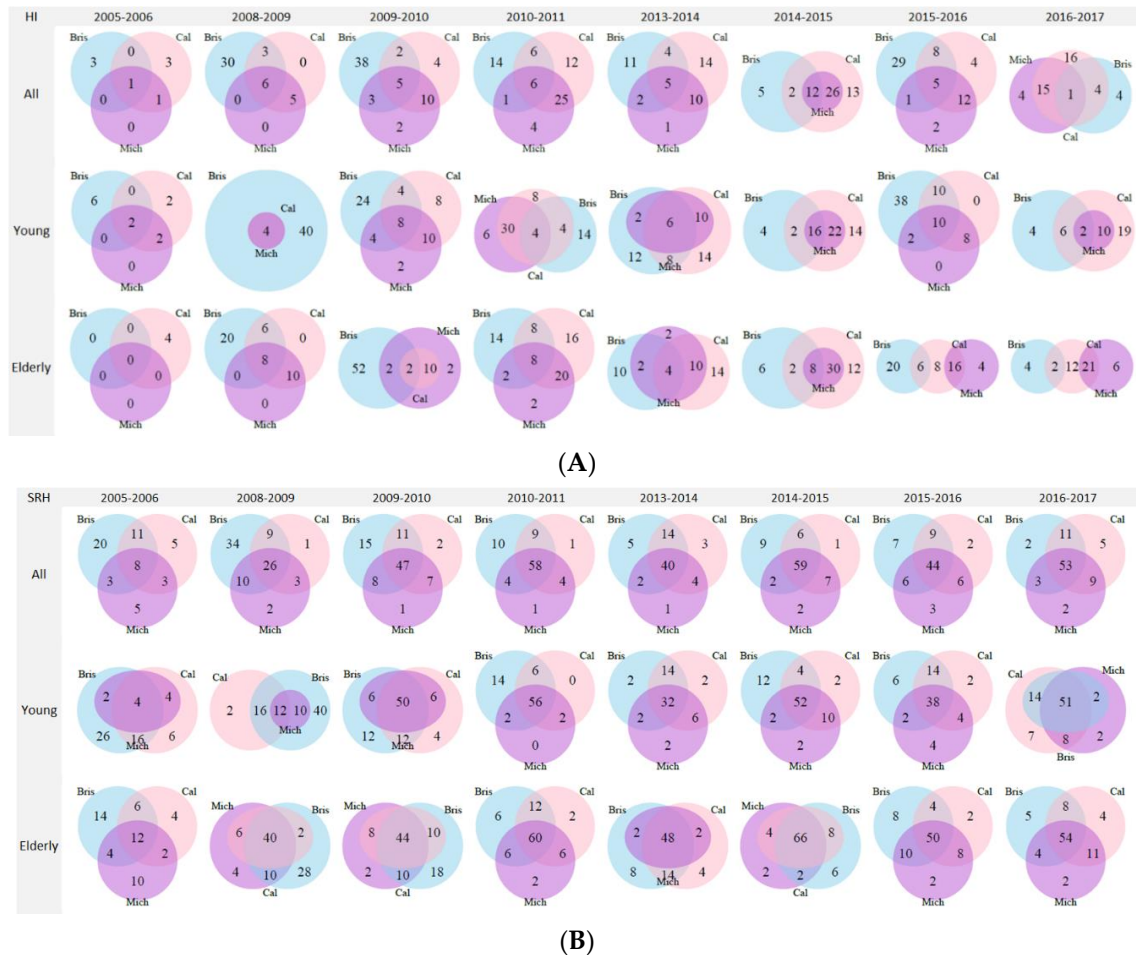 HI 2005-2006 2008-2009 2009-2010 2010-2011 2013-2014 2014-2015 2015-2016 2016-2017
All
Bris Cal 3 0 3 1 0 1 0 Mich
Bris Cal 30 3 0 6 0 5 0 Mich
Bris Cal 38 2 4 5 3 10 2 Mich
Bris Cal 14 6 12 6 1 25 4 Mich
Bris Cal 11 4 14 5 2 10 1 Mich
Bris Cal 5 2 12 26 13 Mich
Bris Cal 29 8 4 5 1 12 2 Mich
Mich 16 Bris 4 15 1 4 4 Cal
Young
Bris Cal 6 0 2 2 0 2 0 Mich
Bris Cal 4 40 Mich
Bris Cal 24 4 8 8 4 10 2 Mich
Mich 8 Bris 6 30 4 4 14 Cal
Bris Cal 2 6 10 12 8 14 Mich
Bris Cal 4 2 16 22 14 Mich
Bris Cal 38 10 0 10 2 8 0 Mich
Bris Cal 4 6 2 10 19 Mich
Elderly
Bris Cal 0 0 4 0 0 0 0 Mich
Bris Cal 20 6 0 8 0 10 0 Mich
Bris Mich 52 2 2 10 2 Cal
Bris Cal 14 8 16 8 2 20 2 Mich
Bris Cal 2 10 2 4 10 14 Mich
Bris Cal 6 2 8 30 12 Mich
Bris Cal 20 6 8 16 4 Mich
Bris Cal 4 2 12 21 6 Mich
(A)
SRH 2005-2006 2008-2009 2009-2010 2010-2011 2013-2014 2014-2015 2015-2016 2016-2017
All
Bris Cal 20 11 5 8 3 3 5 Mich
Bris Cal 34 9 1 26 10 3 2 Mich
Bris Cal 15 11 2 47 8 7 1 Mich
Bris Cal 10 9 1 58 4 4 1 Mich
Bris Cal 5 14 3 40 2 4 1 Mich
Bris Cal 9 6 1 59 2 7 2 Mich
Bris Cal 7 9 2 44 6 6 3 Mich
Bris Cal 2 11 5 53 3 9 2 Mich
Young
Bris Cal 2 4 4 26 16 6 Mich
Cal Bris 2 16 12 10 40 Mich
Bris Cal 6 50 6 12 12 4 Mich
Bris Cal 14 6 0 56 2 2 0 Mich
Bris Cal 2 14 2 32 2 6 2 Mich
Bris Cal 12 4 2 52 2 10 2 Mich
Bris Cal 6 14 2 38 2 4 4 Mich
Cal Mich 14 51 2 7 8 2 Bris
Elderly
Bris Cal 14 6 4 12 4 2 10 Mich
Mich Bris 6 40 2 4 10 28 Cal
Mich Bris 8 44 10 2 10 18 Cal
Bris Cal 6 12 2 60 6 6 2 Mich
Bris Cal 2 48 2 8 14 4 Mich
Mich Bris 4 66 8 2 2 6 Cal
Bris Cal 8 4 2 50 10 8 2 Mich
Bris Cal 5 8 4 54 4 11 2 Mich
(B)